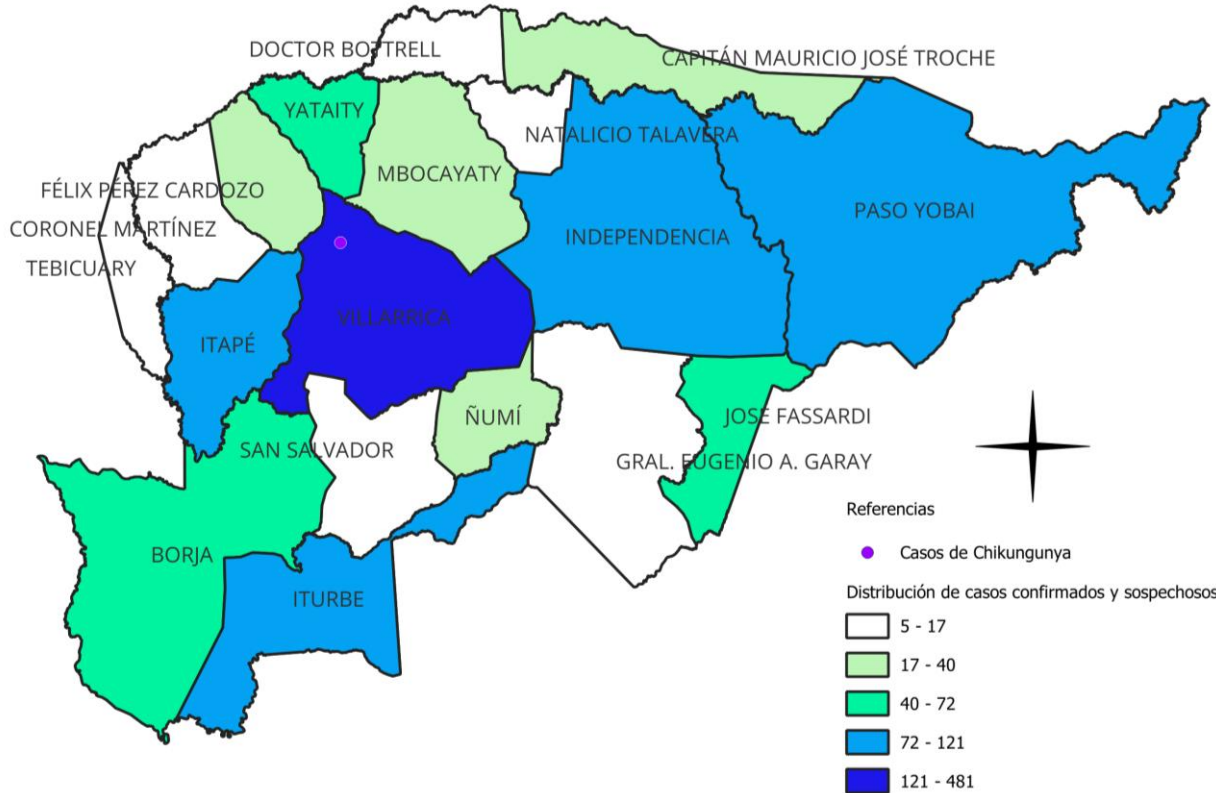 DOCTOR BOTTRELL
CAPITÁN MAURICIO JOSÉ TROCHE
YATAITY
NATALICIO TALAVERA
MBOCAYATY
FÉLIX PÉREZ CARDOZO
PASO YOBAI
CORONEL MARTÍNEZ
INDEPENDENCIA
TEBICUARY
VILLARRICA
ITAPÉ
ÑUMÍ
JOSE FASSARDI
SAN SALVADOR
GRAL. EUGENIO A. GARAY
BORJA
ITURBE
Referencias
Casos de Chikungunya
Distribución de casos confirmados y sospechosos
5 - 17
17 - 40
40 - 72
72 - 121
121 - 481